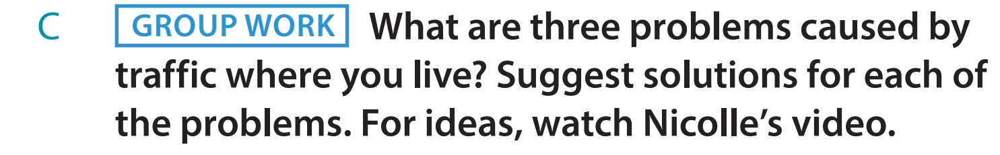 C GROUP WORK What are three problems caused by
traffic where you live? Suggest solutions for each of
the problems. For ideas, watch Nicolle’s video.